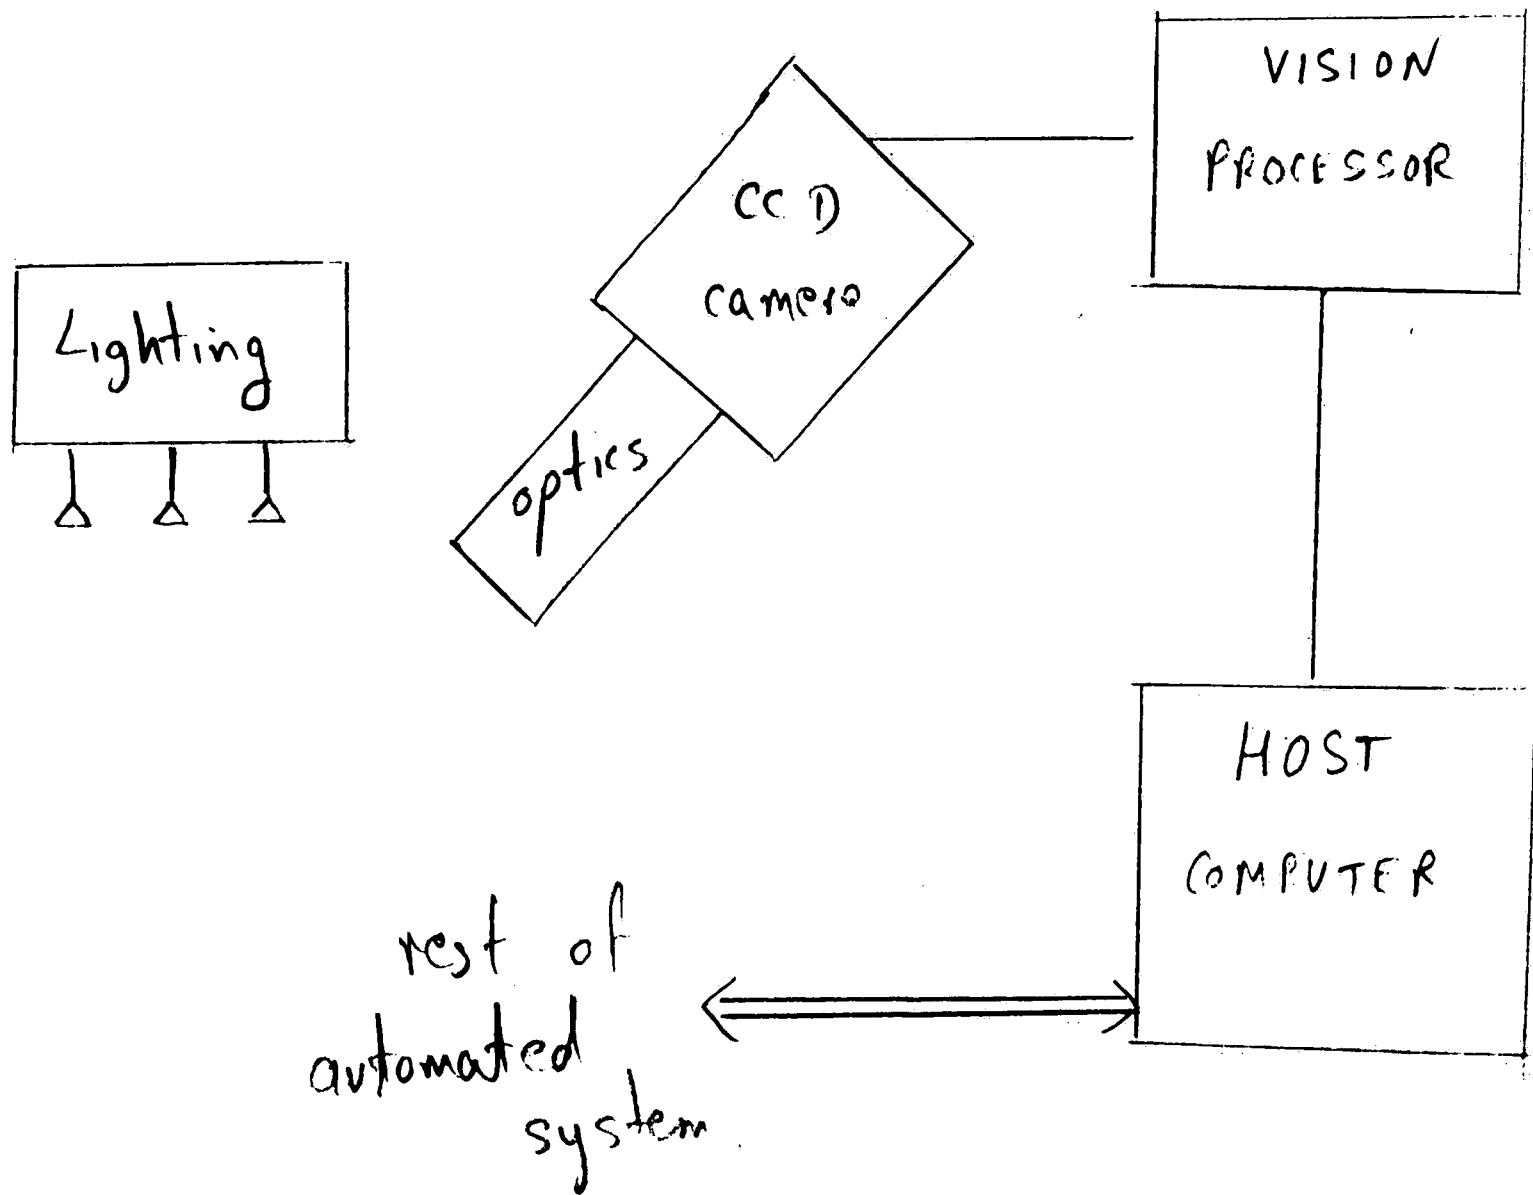 VISION
PROCESSOR
CCD
camera
Lighting
optics
HOST
COMPUTER
rest of
automated
system